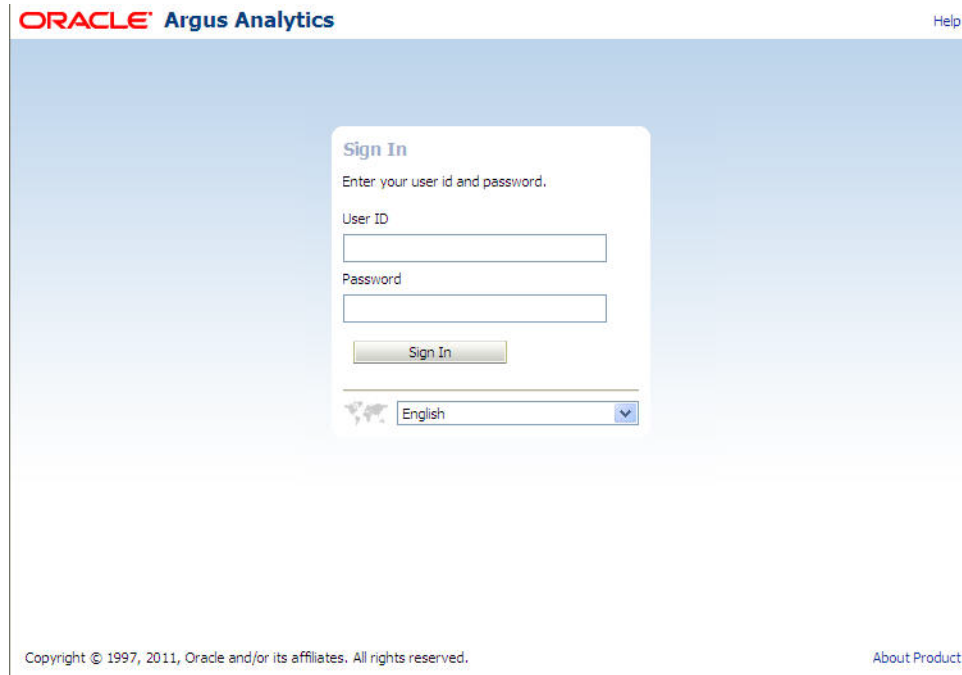 ORACLE Argus Analytics
Help
Sign In
Enter your user id and password.
User ID
Password
Sign In
English
Copyright © 1997, 2011, Oracle and/or its affiliates. All rights reserved.
About Product